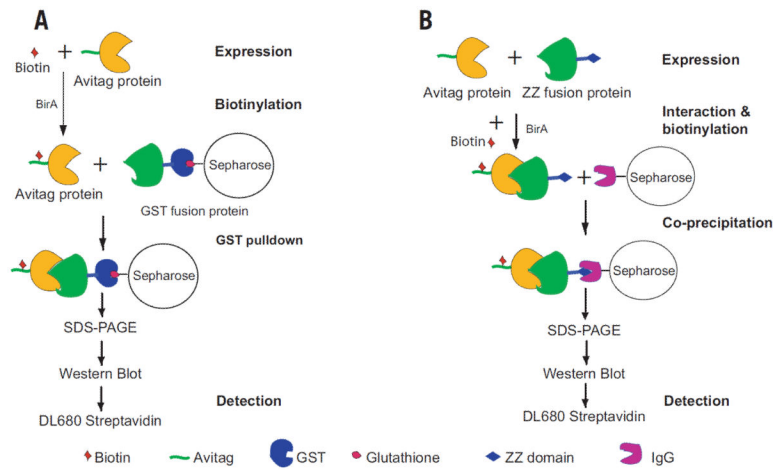 A
Biotin
Avitag protein
Expression
BirA
Biotinylation
Avitag protein
GST fusion protein
Sepharose
GST pulldown
Sepharose
SDS-PAGE
Western Blot
Detection
DL680 Streptavidin
B
Avitag protein
ZZ fusion protein
Expression
Biotin
BirA
Interaction &
biotinylation
Sepharose
Co-precipitation
Sepharose
SDS-PAGE
Western Blot
Detection
DL680 Streptavidin
Biotin Avitag GST Glutathione ZZ domain IgG